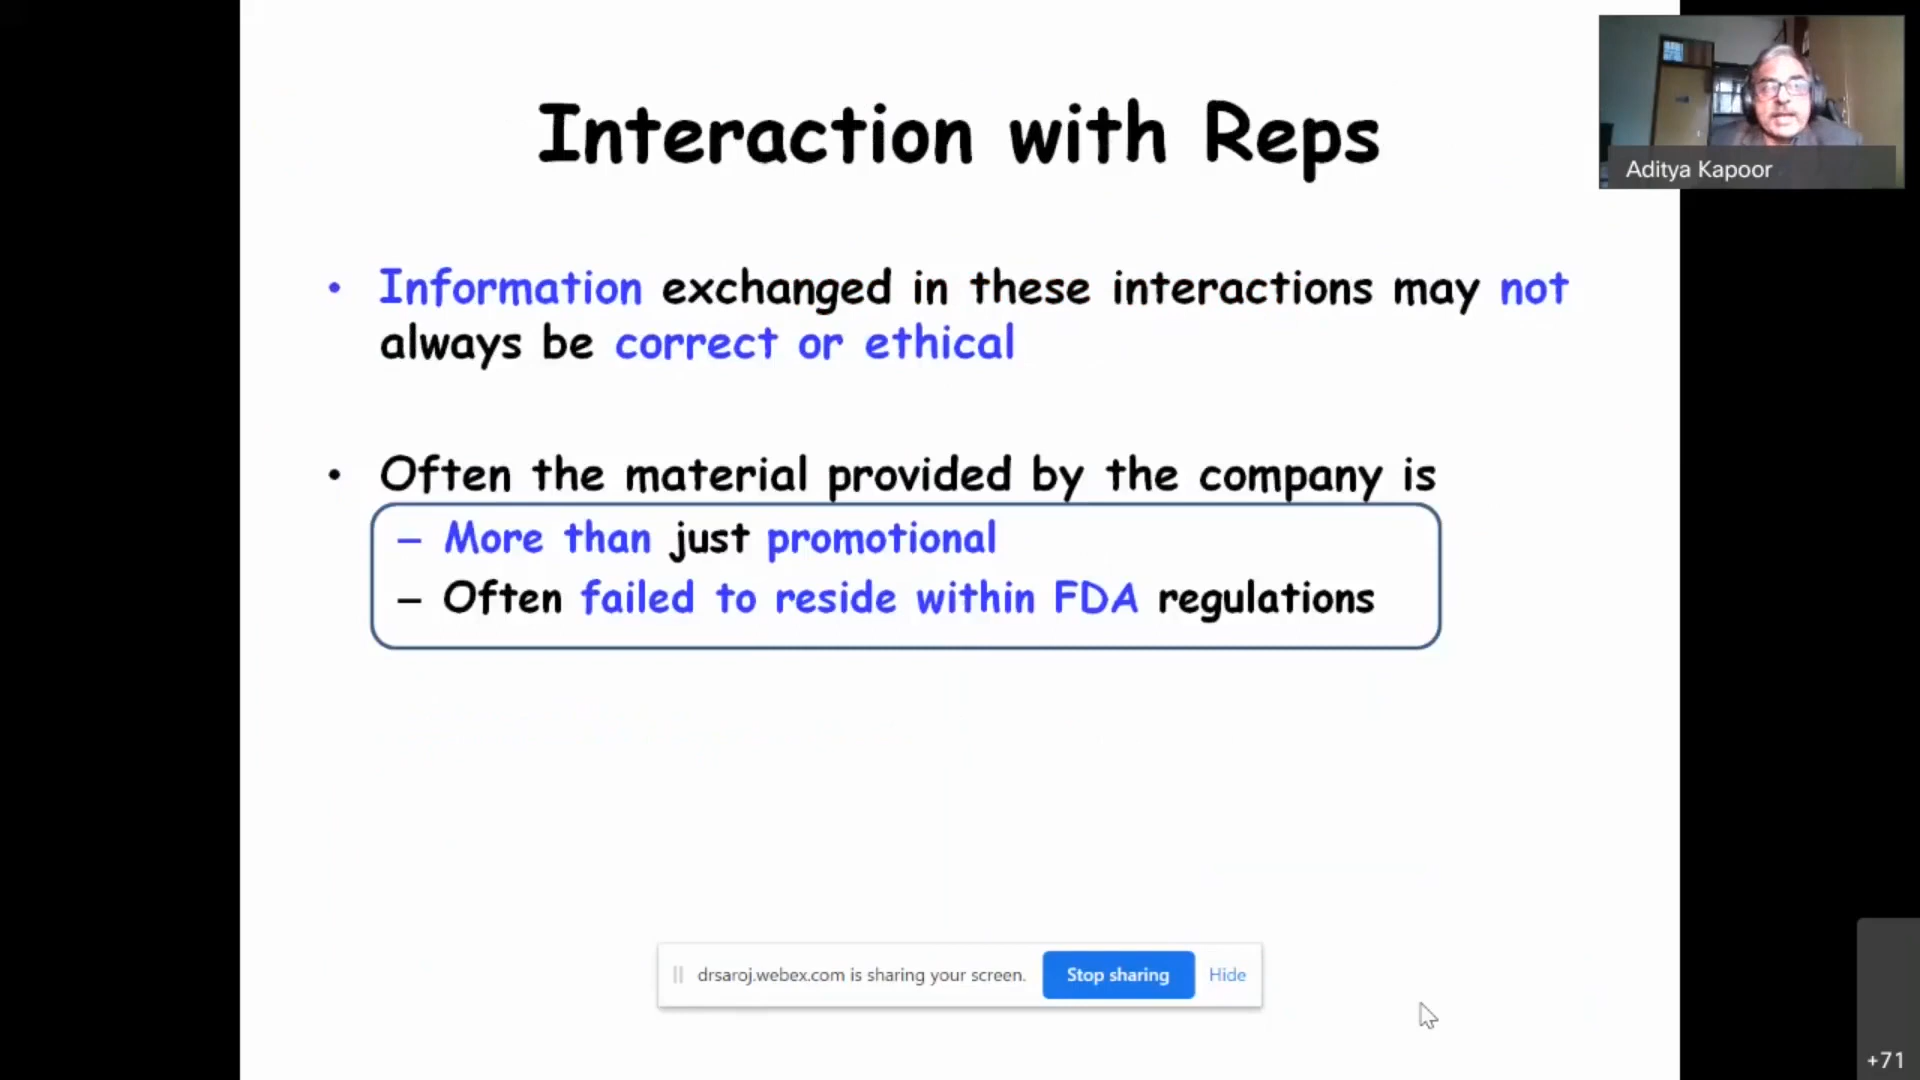 Interaction with Reps
Aditya Kapoor
• Information exchanged in these interactions may not
always be correct or ethical
• Often the material provided by the company is
– More than just promotional
– Often failed to reside within FDA regulations
drsaroj.webex.com is sharing your screen. Stop sharing Hide
+71